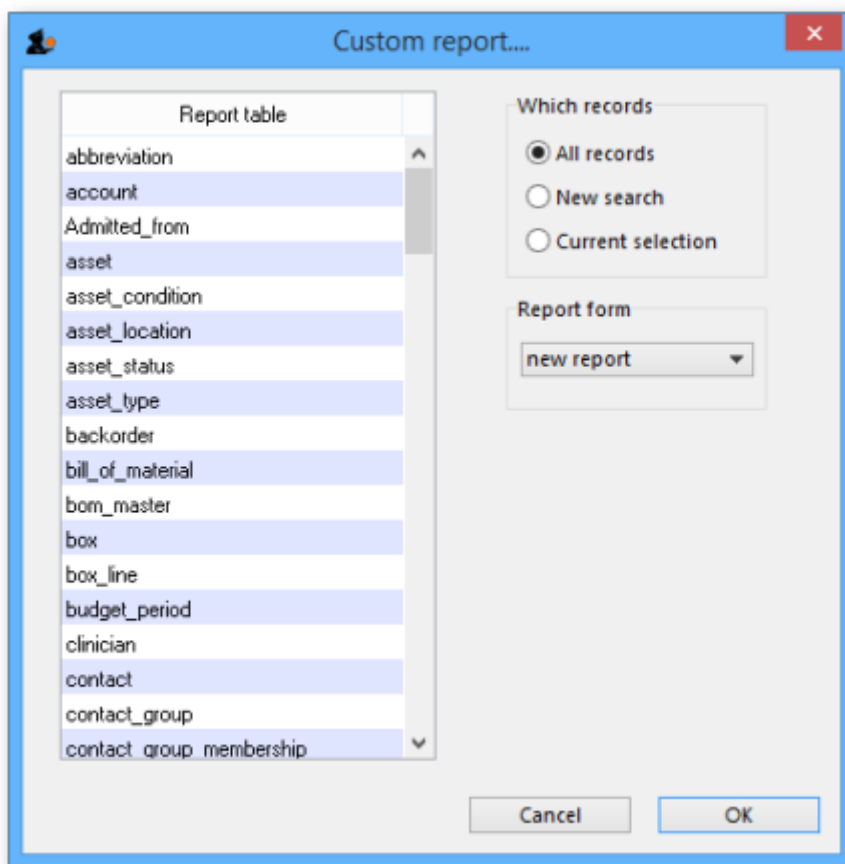 Custom report....
Report table
abbreviation
account
Admitted_from
asset
asset_condition
asset_location
asset_status
asset_type
backorder
bill_of_material
bom_master
box
box_line
budget_period
clinician
contact
contact_group
contact_group_membership
Which records
All records
New search
Current selection
Report form
new report
Cancel
OK